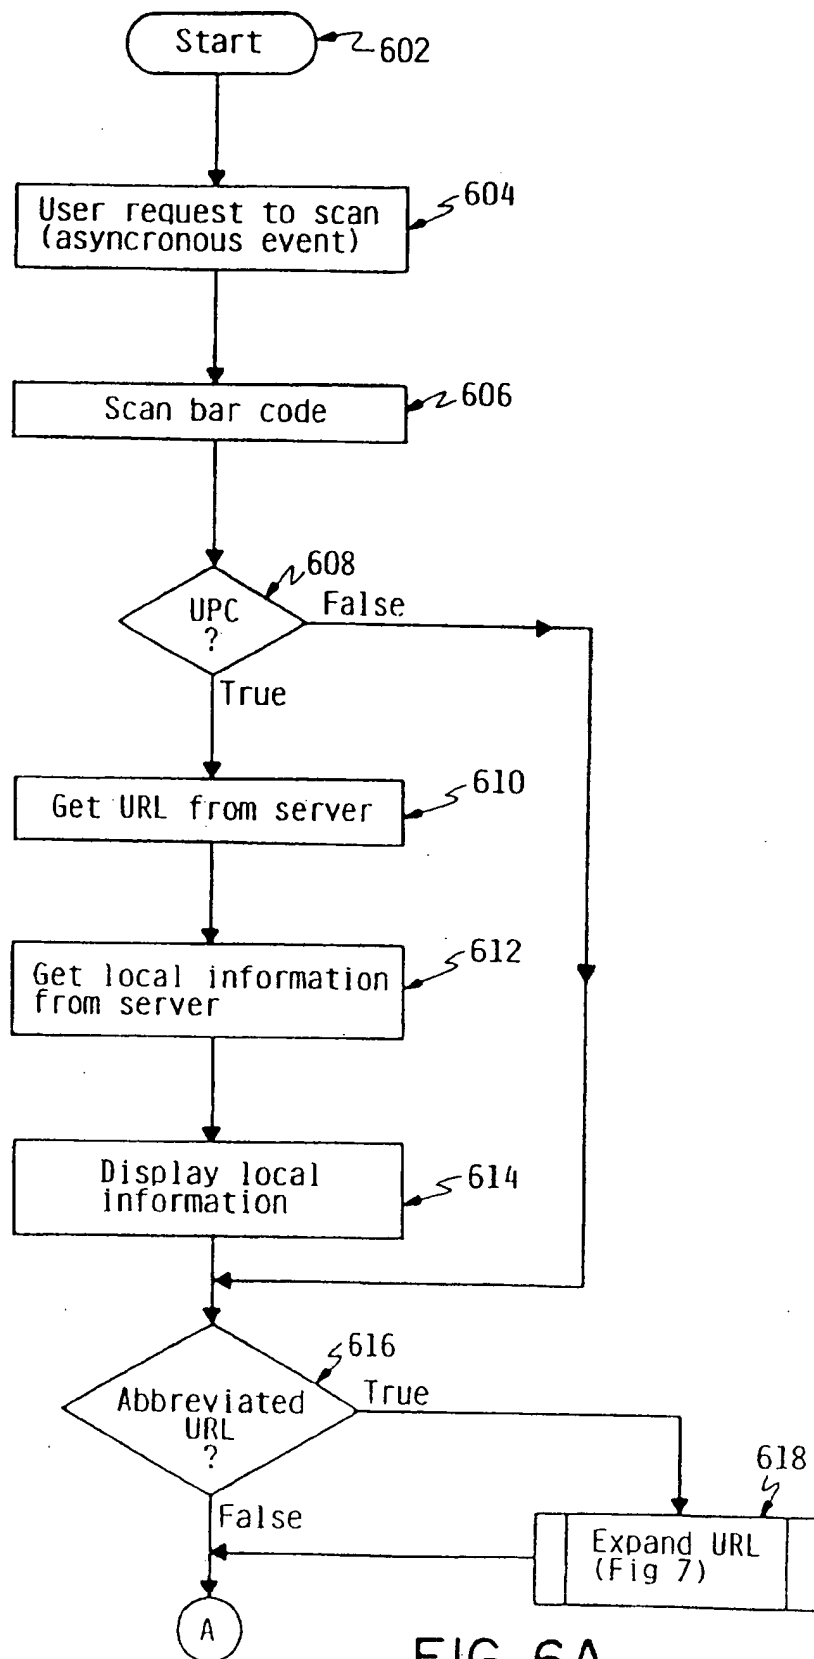 Start
602
User request to scan
(asyncronous event)
604
Scan bar code
606
608
UPC
?
False
True
Get URL from server
610
Get local information
from server
612
Display local
information
614
616
Abbreviated
URL
?
True
False
618
Expand URL
(Fig 7)
A
FIG. 6A